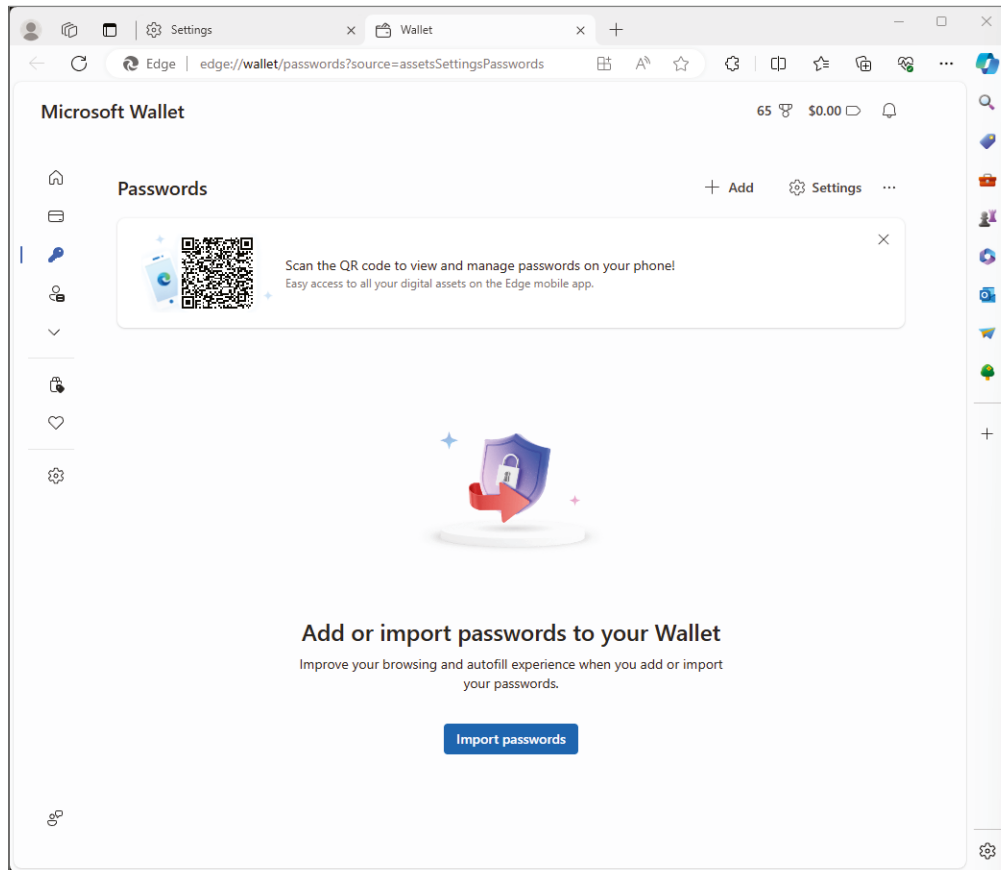 Settings
Wallet
Edge | edge://wallet/passwords?source=assetsSettingsPasswords
Microsoft Wallet
65 $0.00
Passwords
Add Settings
Scan the QR code to view and manage passwords on your phone!
Easy access to all your digital assets on the Edge mobile app.
Add or import passwords to your Wallet
Improve your browsing and autofill experience when you add or import
your passwords.
Import passwords